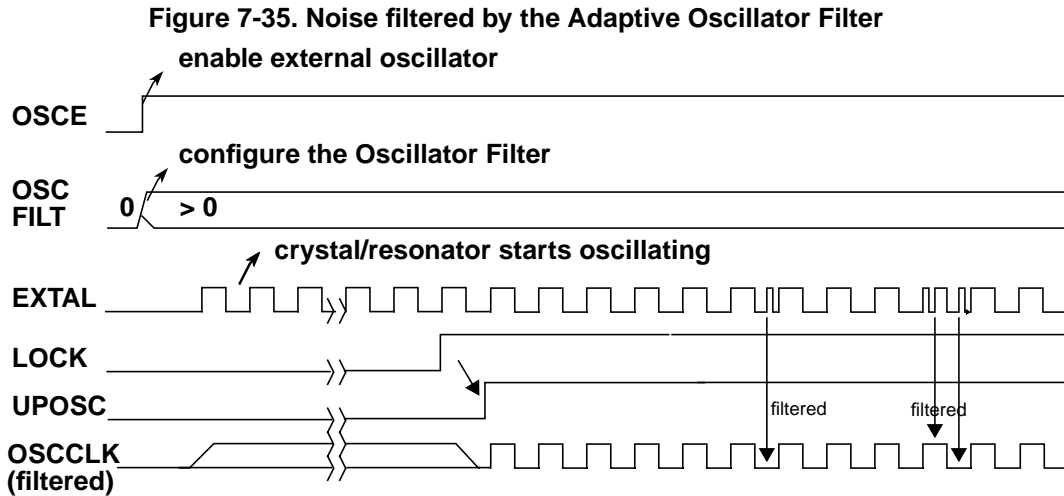 Figure 7-35. Noise filtered by the Adaptive Oscillator Filter
enable external oscillator
OSCE
configure the Oscillator Filter
OSC
FILT
0 > 0
crystal/resonator starts oscillating
EXTAL
LOCK
UPOSC
filtered filtered
OSCCLK
(filtered)